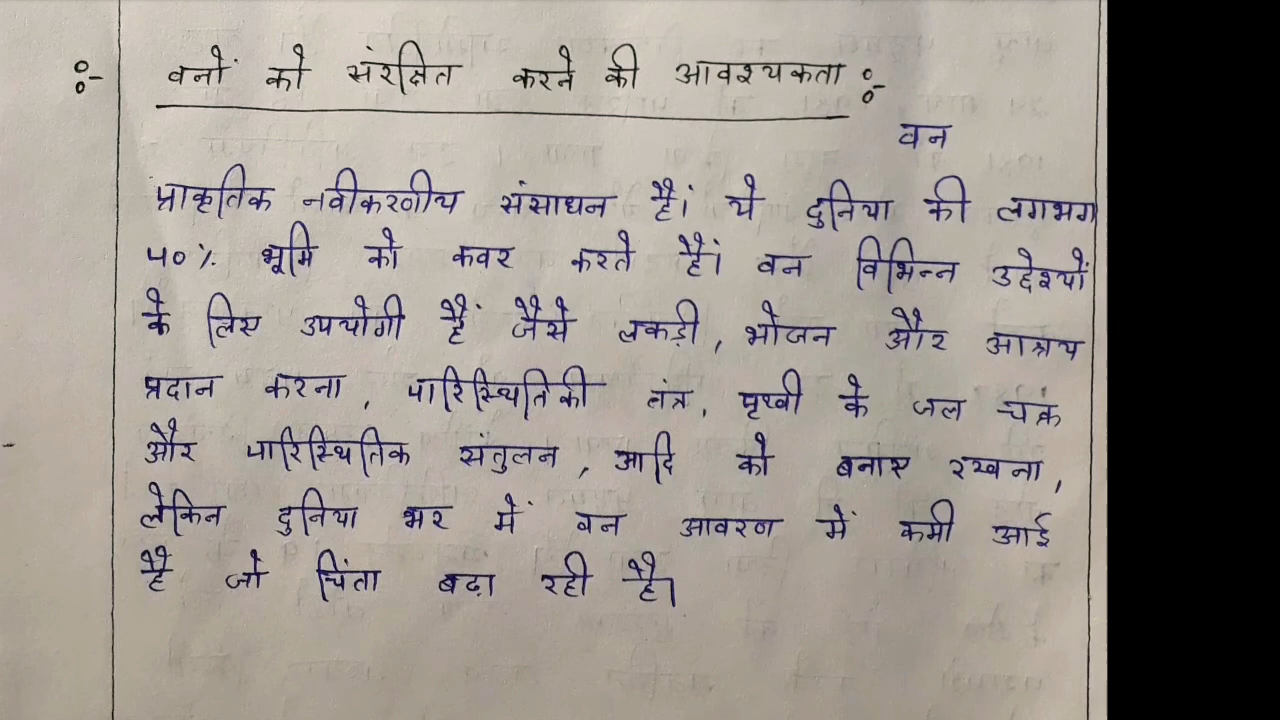 :- वनों को संरक्षित करने की आवश्यकता :-
वन
प्राकृतिक नवीकरणीय संसाधन हैं। ये दुनिया की लगभग
40% भूमि को कवर करते हैं। वन विभिन्न उद्देश्यों
के लिए उपयोगी हैं जैसे लकड़ी, भोजन और आश्रय
प्रदान करना, पारिस्थितिकी तंत्र, पृथ्वी के जल चक्र
और पारिस्थितिक संतुलन, आदि को बनाए रखना,
लेकिन दुनिया भर में वन आवरण में कमी आई
है जो चिंता बढ़ा रही है।